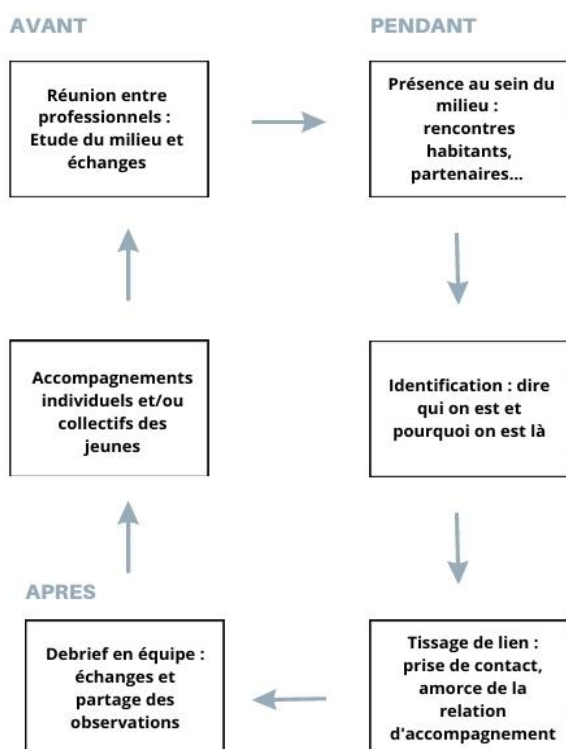 AVANT
Réunion entre
professionnels :
Etude du milieu et
échanges
PENDANT
Présence au sein du
milieu :
rencontres
habitants,
partenaires...
Identification : dire
qui on est et
pourquoi on est là
Tissage de lien :
prise de contact,
amorce de la
relation
d'accompagnement
APRES
Debrief en équipe :
échanges et
partage des
observations
Accompagnements
individuels et/ou
collectifs des
jeunes